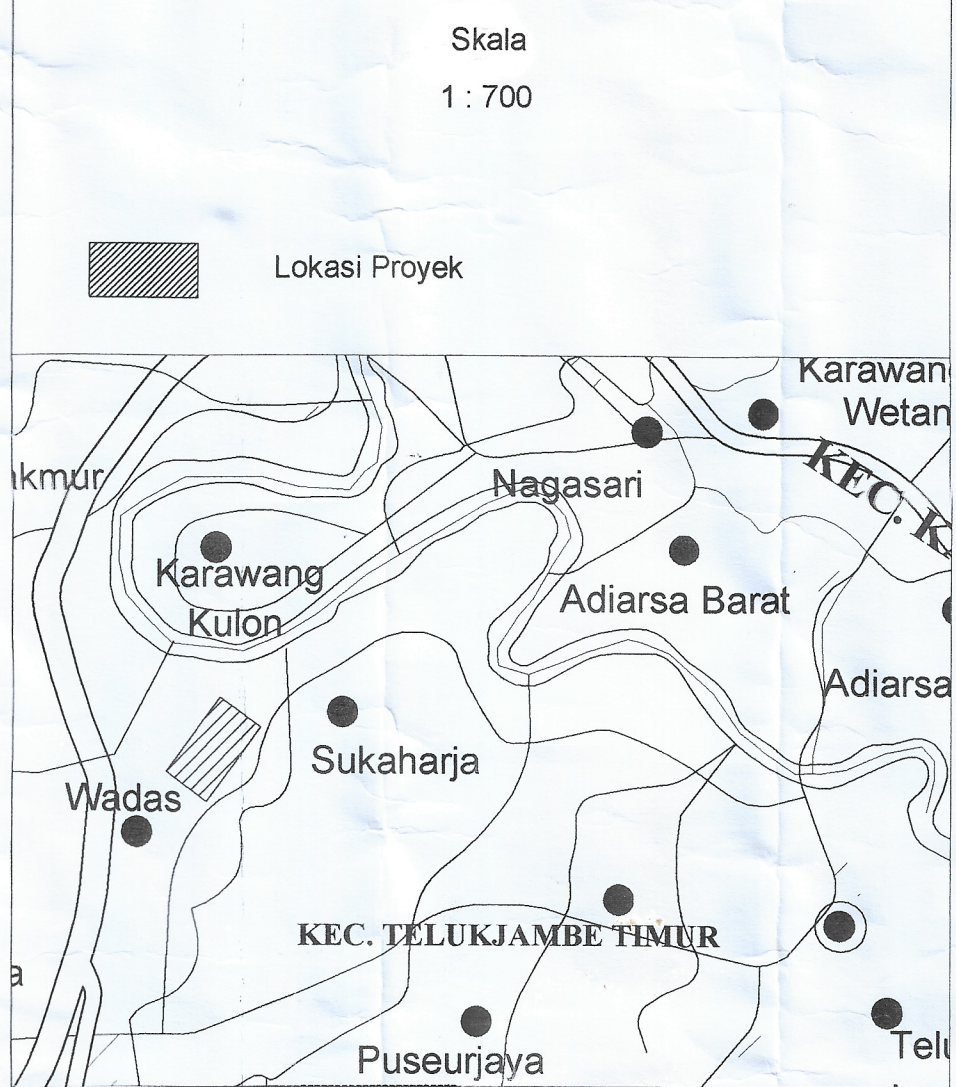 Skala
1 : 700
Lokasi Proyek
Karawan
Wetan
KEC. K
Nagasari
kmur
Karawang
Kulon
Adiarsa Barat
Adiarsa
Sukaharja
Wadas
KEC. TELUKJAMBE TIMUR
a
Telu
Puseurjaya